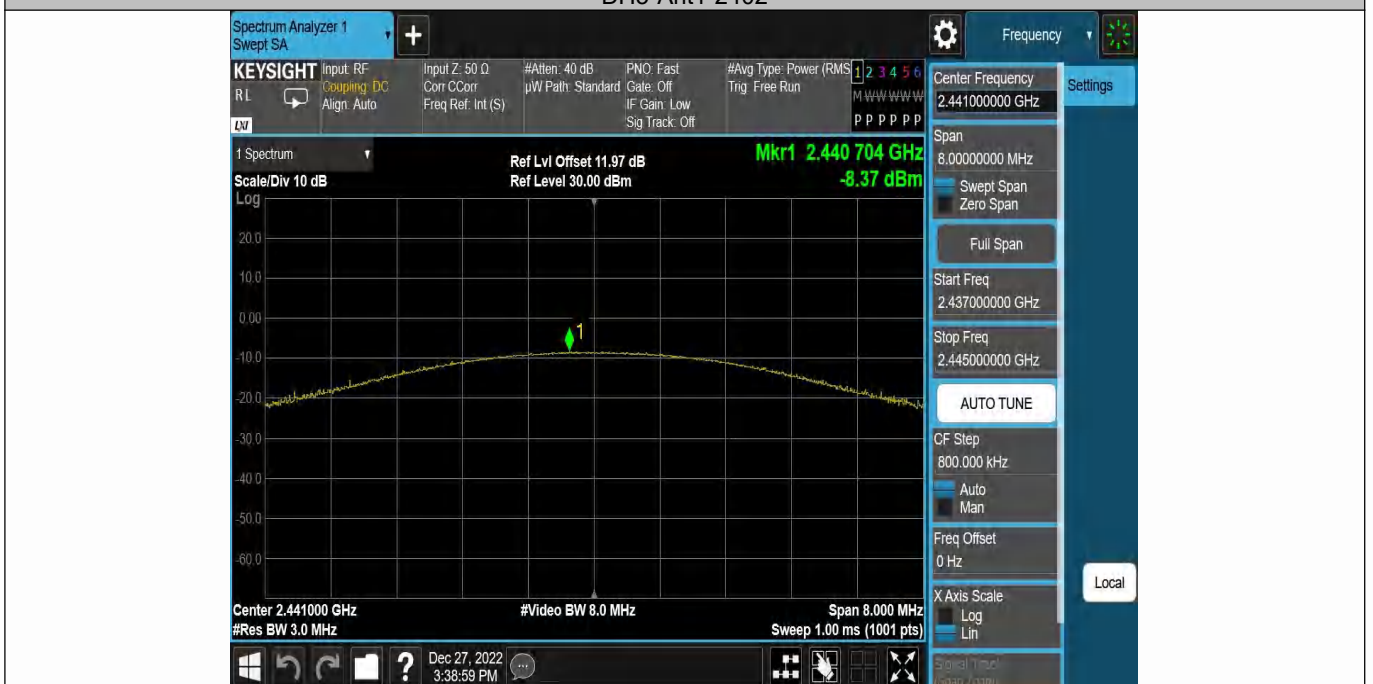 Spectrum Analyzer 1
Swept SA
+
Frequency
KEYSIGHT
RL
LXI
Input: RF
Coupling: DC
Align: Auto
Input Z: 50 Ω
Corr CCorr
Freq Ref: Int (S)
#Atten: 40 dB
µW Path: Standard
PNO: Fast
Gate: Off
IF Gain: Low
Sig Track: Off
#Avg Type: Power (RMS
Trig: Free Run
1 2 3 4 5 6
M W W W W W
P P P P P P
1 Spectrum
Scale/Div 10 dB
Log
Ref Lvl Offset 11.97 dB
Ref Level 30.00 dBm
Mkr1 2.440 704 GHz
-8.37 dBm
20.0
10.0
0.00
-10.0
-20.0
-30.0
-40.0
-50.0
-60.0
1
Center 2.441000 GHz
#Res BW 3.0 MHz
#Video BW 8.0 MHz
Span 8.000 MHz
Sweep 1.00 ms (1001 pts)
?
Dec 27, 2022
3:38:59 PM
Center Frequency
2.441000000 GHz
Settings
Span
8.00000000 MHz
Swept Span
Zero Span
Full Span
Start Freq
2.437000000 GHz
Stop Freq
2.445000000 GHz
AUTO TUNE
CF Step
800.000 kHz
Auto
Man
Freq Offset
0 Hz
X Axis Scale
Log
Lin
Local
Signal Track